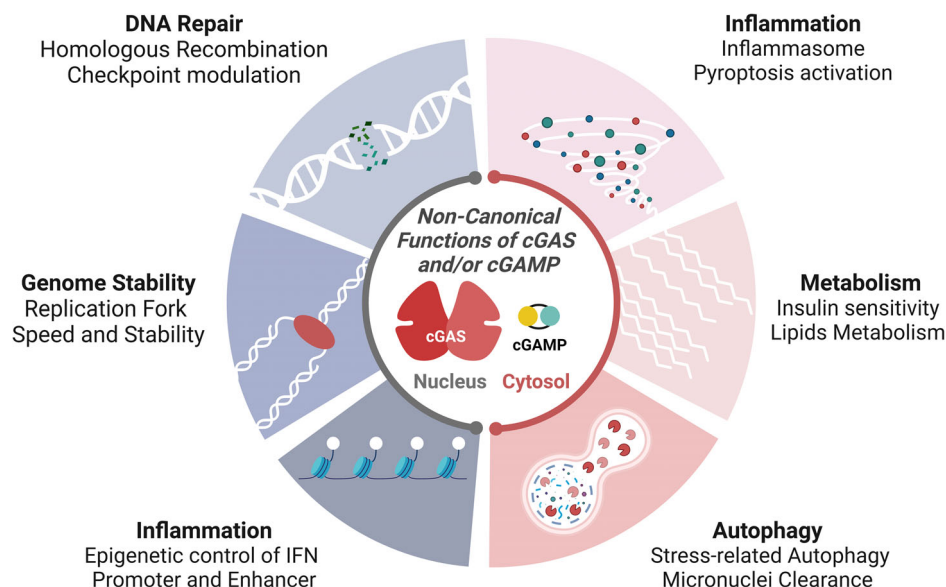 DNA Repair
Homologous Recombination
Checkpoint modulation
Inflammation
Inflammasome
Pyroptosis activation
Non-Canonical
Functions of cGAS
and/or cGAMP
cGAS
cGAMP
Nucleus
Cytosol
Genome Stability
Replication Fork
Speed and Stability
Metabolism
Insulin sensitivity
Lipids Metabolism
Inflammation
Epigenetic control of IFN
Promoter and Enhancer
Autophagy
Stress-related Autophagy
Micronuclei Clearance